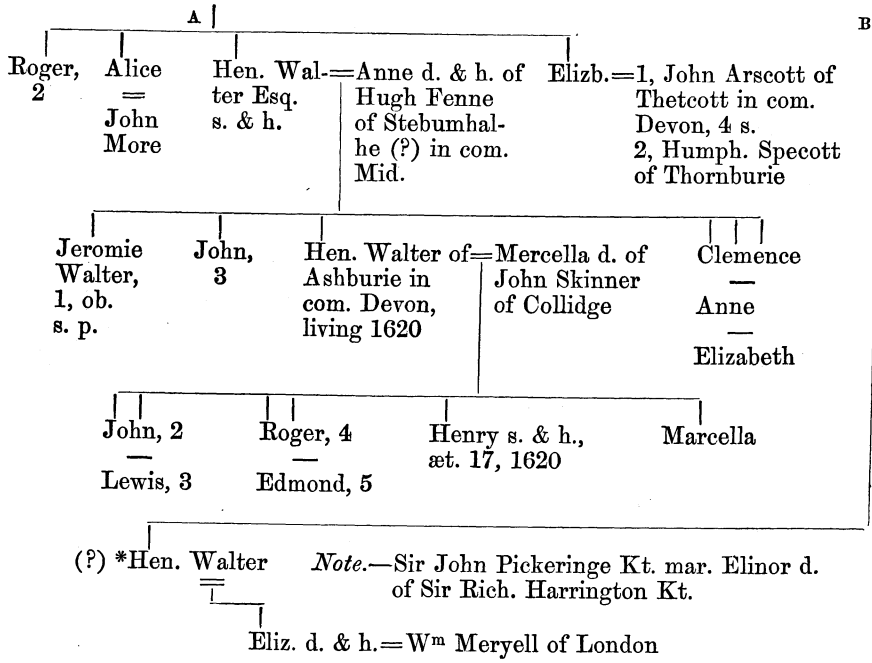 A
B
Roger,
2
Alice
=
John
More
Hen. Wal-=Anne d. & h. of
ter Esq.
s. & h.
Hugh Fenne
of Stebumhal-
he (?) in com.
Mid.
Elizb.=1, John Arscott of
Thetcott in com.
Devon, 4 s.
2, Humph. Specott
of Thornburie
Jeromie
Walter,
1, ob.
s. p.
John,
3
Hen. Walter of=Mercella d. of
Ashburie in
com. Devon,
living 1620
John Skinner
of Collidge
Clemence
—
Anne
—
Elizabeth
John, 2
—
Lewis, 3
Roger, 4
—
Edmond, 5
Henry s. & h.,
æt. 17, 1620
Marcella
(?) *Hen. Walter
=
Note.—Sir John Pickeringe Kt. mar. Elinor d.
of Sir Rich. Harrington Kt.
Eliz. d. & h.=Wm Meryell of London